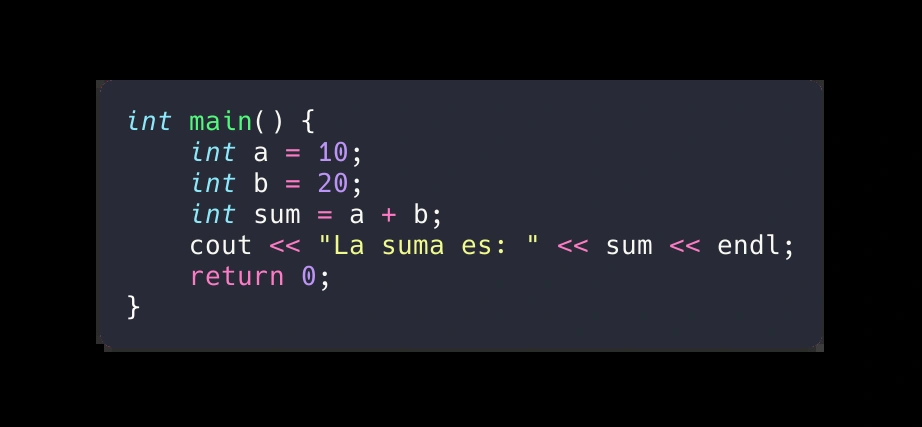 int main() {
    int a = 10;
    int b = 20;
    int sum = a + b;
    cout << "La suma es: " << sum << endl;
    return 0;
}